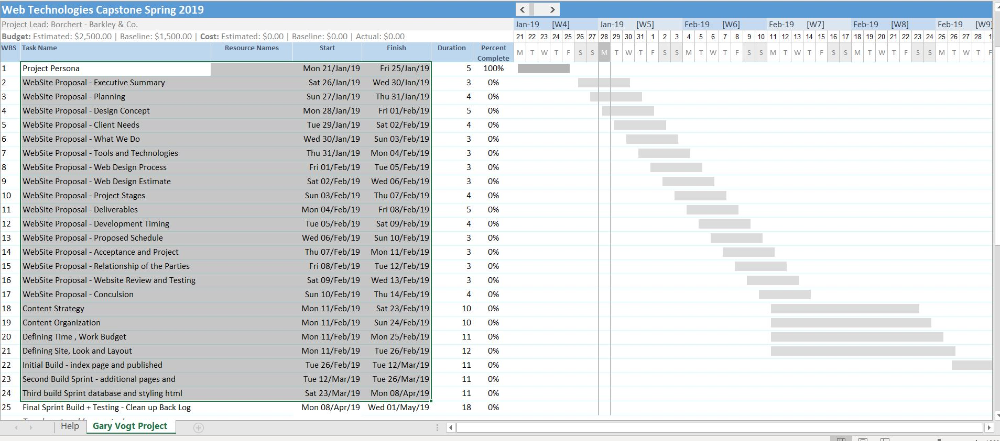 Web Technologies Capstone Spring 2019
Project Lead: Borchert - Barkley & Co.
Jan-19 [W4] Jan-19 [W5] Feb-19 [W6] Feb-19 [W7] Feb-19 [W8] Feb-19 [W9]
Budget: Estimated: $2,500.00 | Baseline: $1,500.00 | Cost: Estimated: $0.00 | Baseline: $0.00 | Actual: $0.00
21 22 23 24 25 26 27 28 29 30 31 1 2 3 4 5 6 7 8 9 10 11 12 13 14 15 16 17 18 19 20 21 22 23 24 25 26 27 28 1
WBS Task Name Resource Names Start Finish Duration Percent Complete
M T W T F S S M T W T F S S M T W T F S S M T W T F S S M T W T F S S M T W T F
1 Project Persona Mon 21/Jan/19 Fri 25/Jan/19 5 100%
2 WebSite Proposal - Executive Summary Sat 26/Jan/19 Wed 30/Jan/19 3 0%
3 WebSite Proposal - Planning Sun 27/Jan/19 Thu 31/Jan/19 4 0%
4 WebSite Proposal - Design Concept Mon 28/Jan/19 Fri 01/Feb/19 5 0%
5 WebSite Proposal - Client Needs Tue 29/Jan/19 Sat 02/Feb/19 4 0%
6 WebSite Proposal - What We Do Wed 30/Jan/19 Sun 03/Feb/19 3 0%
7 WebSite Proposal - Tools and Technologies Thu 31/Jan/19 Mon 04/Feb/19 3 0%
8 WebSite Proposal - Web Design Process Fri 01/Feb/19 Tue 05/Feb/19 3 0%
9 WebSite Proposal - Web Design Estimate Sat 02/Feb/19 Wed 06/Feb/19 3 0%
10 WebSite Proposal - Project Stages Sun 03/Feb/19 Thu 07/Feb/19 4 0%
11 WebSite Proposal - Deliverables Mon 04/Feb/19 Fri 08/Feb/19 5 0%
12 WebSite Proposal - Development Timing Tue 05/Feb/19 Sat 09/Feb/19 4 0%
13 WebSite Proposal - Proposed Schedule Wed 06/Feb/19 Sun 10/Feb/19 3 0%
14 WebSite Proposal - Acceptance and Project Thu 07/Feb/19 Mon 11/Feb/19 3 0%
15 WebSite Proposal - Relationship of the Parties Fri 08/Feb/19 Tue 12/Feb/19 3 0%
16 WebSite Proposal - Website Review and Testing Sat 09/Feb/19 Wed 13/Feb/19 3 0%
17 WebSite Proposal - Conculsion Sun 10/Feb/19 Thu 14/Feb/19 4 0%
18 Content Strategy Mon 11/Feb/19 Sat 23/Feb/19 10 0%
19 Content Organization Mon 11/Feb/19 Sun 24/Feb/19 10 0%
20 Defining Time , Work Budget Mon 11/Feb/19 Mon 25/Feb/19 11 0%
21 Defining Site, Look and Layout Mon 11/Feb/19 Tue 26/Feb/19 12 0%
22 Initial Build - index page and published Tue 26/Feb/19 Tue 12/Mar/19 11 0%
23 Second Build Sprint - additional pages and Tue 12/Mar/19 Tue 26/Mar/19 11 0%
24 Third build Sprint database and styling html Sat 23/Mar/19 Mon 08/Apr/19 11 0%
25 Final Sprint Build + Testing - Clean up Back Log Mon 08/Apr/19 Wed 01/May/19 18 0%
Help Gary Vogt Project